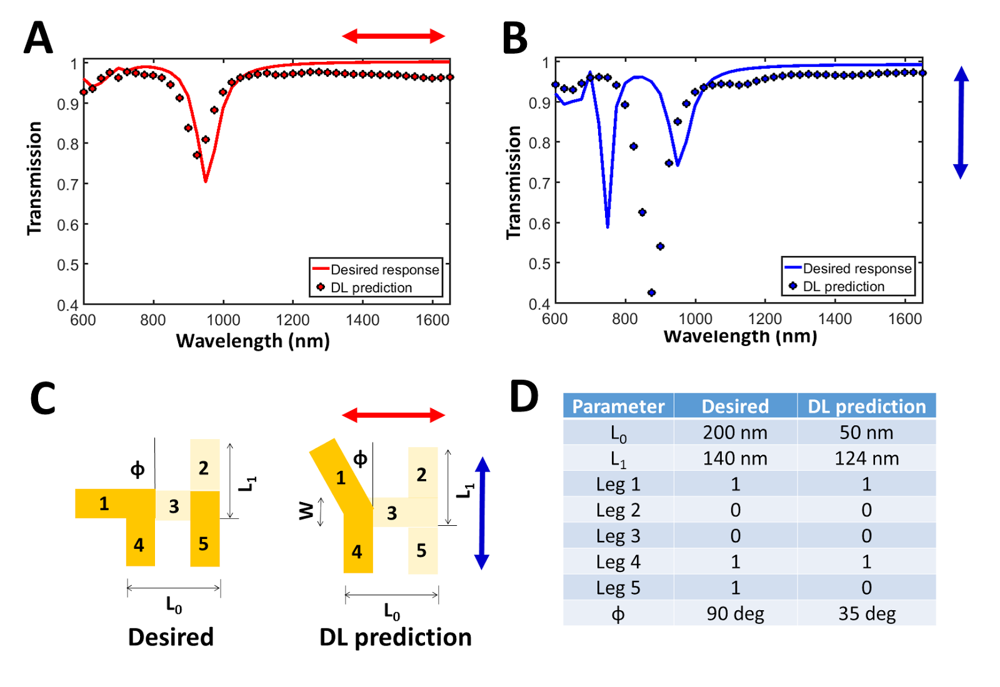 A
Transmission
1
0.9
0.8
0.7
0.6
0.5
0.4
600 800 1000 1200 1400 1600
Wavelength (nm)
Desired response
DL prediction
B
Transmission
1
0.9
0.8
0.7
0.6
0.5
0.4
600 800 1000 1200 1400 1600
Wavelength (nm)
Desired response
DL prediction
C
ϕ
1
2
3
4
5
L1
L0
Desired
ϕ
1
2
3
4
5
W
L1
L0
DL prediction
D
Parameter Desired DL prediction
L0 200 nm 50 nm
L1 140 nm 124 nm
Leg 1 1 1
Leg 2 0 0
Leg 3 0 0
Leg 4 1 1
Leg 5 1 0
ϕ 90 deg 35 deg